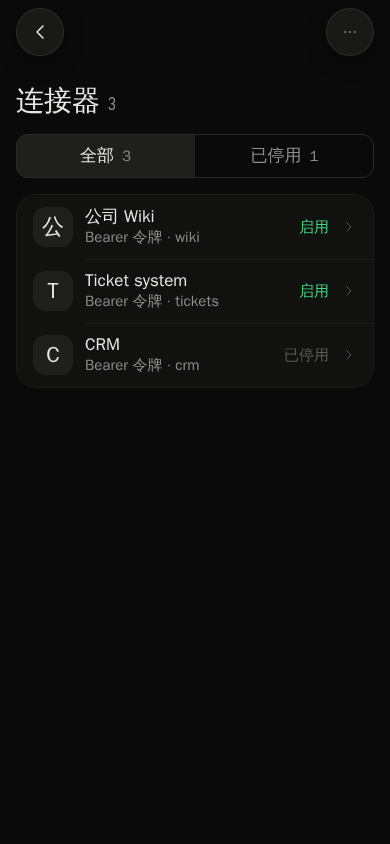 连接器 3
全部 3
已停用 1
公 公司 Wiki
Bearer 令牌 · wiki
启用
T Ticket system
Bearer 令牌 · tickets
启用
C CRM
Bearer 令牌 · crm
已停用